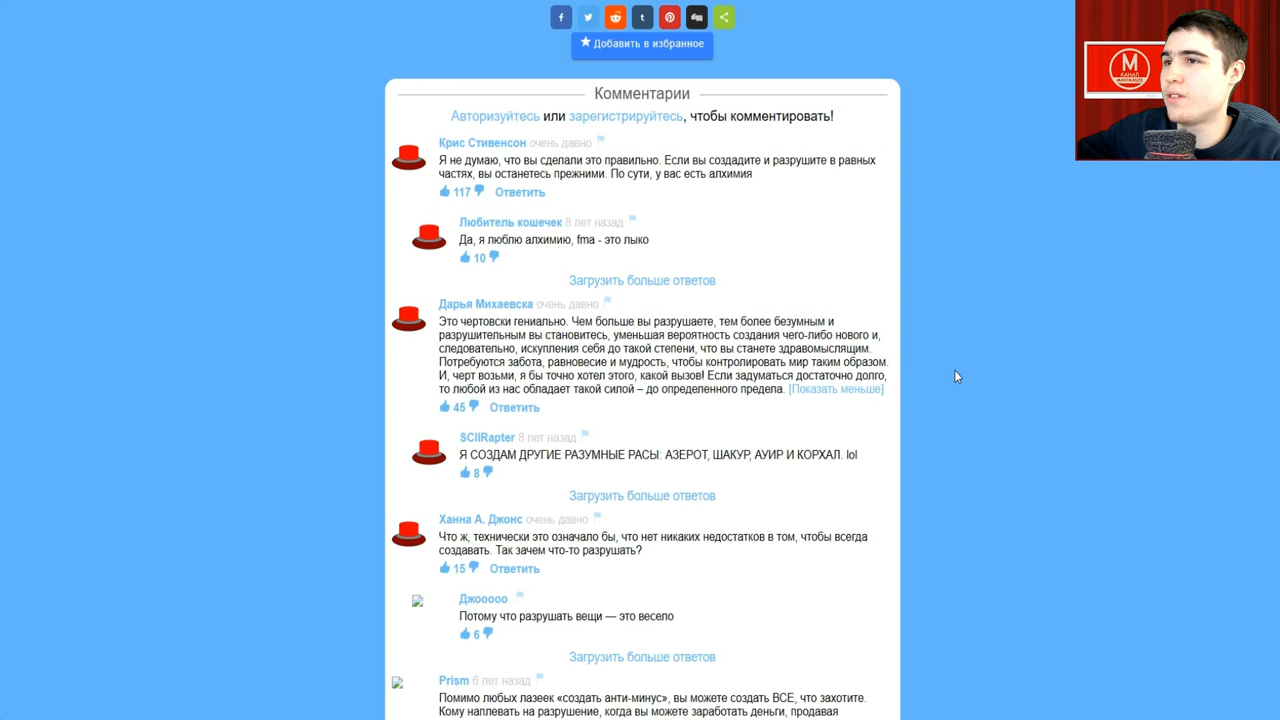 f
t
Добавить в избранное
М
КАНАЛ
Комментарии
Авторизуйтесь или зарегистрируйтесь, чтобы комментировать!
Крис Стивенсон очень давно
Я не думаю, что вы сделали это правильно. Если вы создадите и разрушите в равных
частях, вы останетесь прежними. По сути, у вас есть алхимия
117 Ответить
Любитель кошечек 8 лет назад
Да, я люблю алхимию, fma - это лыко
10
Загрузить больше ответов
Дарья Михаевска очень давно
Это чертовски гениально. Чем больше вы разрушаете, тем более безумным и
разрушительным вы становитесь, уменьшая вероятность создания чего-либо нового и,
следовательно, искупления себя до такой степени, что вы станете здравомыслящим.
Потребуются забота, равновесие и мудрость, чтобы контролировать мир таким образом.
И, черт возьми, я бы точно хотел этого, какой вызов! Если задуматься достаточно долго,
то любой из нас обладает такой силой – до определенного предела. [Показать меньше]
45 Ответить
SCIIRapter 8 лет назад
Я СОЗДАМ ДРУГИЕ РАЗУМНЫЕ РАСЫ: АЗЕРОТ, ШАКУР, АУИР И КОРХАЛ. lol
8
Загрузить больше ответов
Ханна А. Джонс очень давно
Что ж, технически это означало бы, что нет никаких недостатков в том, чтобы всегда
создавать. Так зачем что-то разрушать?
15 Ответить
Джооооо
Потому что разрушать вещи — это весело
6
Загрузить больше ответов
Prism 6 лет назад
Помимо любых лазеек «создать анти-минус», вы можете создать ВСЕ, что захотите.
Кому наплевать на разрушение, когда вы можете заработать деньги, продавая